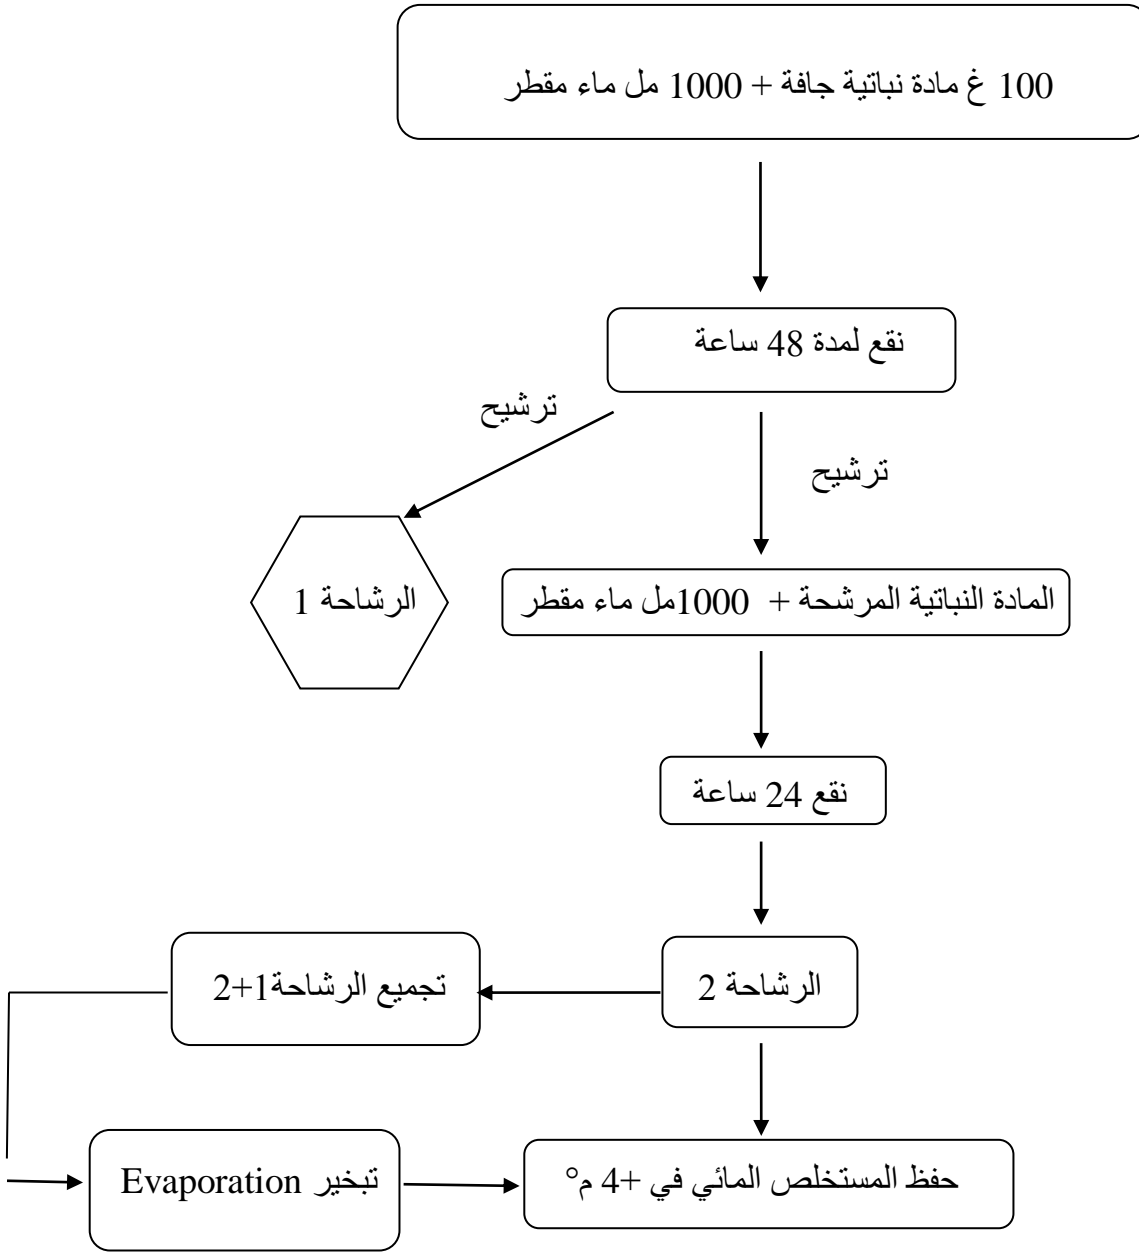 100 غ مادة نباتية جافة + 1000 مل ماء مقطر
نقع لمدة 48 ساعة
ترشيح
ترشيح
الرشاحة 1
المادة النباتية المرشحة + 1000مل ماء مقطر
نقع 24 ساعة
الرشاحة 2
تجميع الرشاحة1+2
تبخير Evaporation
حفظ المستخلص المائي في +4 م°